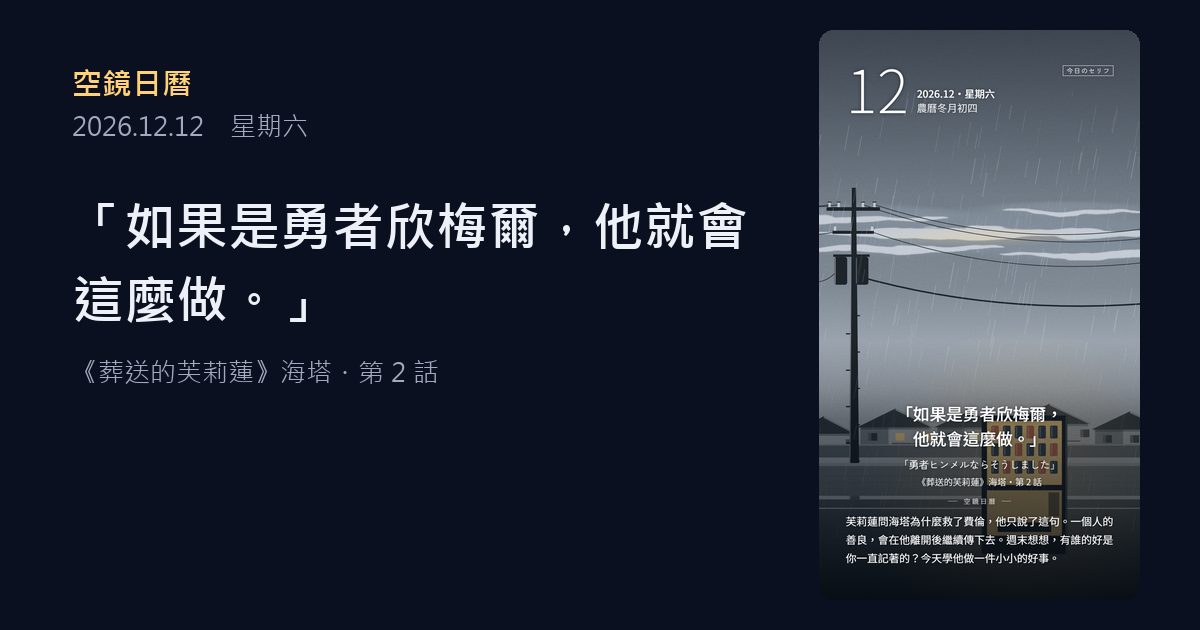 空鏡日曆
2026.12.12 星期六
「如果是勇者欣梅爾，他就會
這麼做。」
《葬送的芙莉蓮》海塔・第 2 話
12
2026.12・星期六
農曆冬月初四
今日のセリフ
「如果是勇者欣梅爾，
他就會這麼做。」
「勇者ヒンメルならそうしました」
《葬送的芙莉蓮》海塔・第 2 話
空鏡日曆
芙莉蓮問海塔為什麼救了費倫，他只說了這句。一個人的
善良，會在他離開後繼續傳下去。週末想想，有誰的好是
你一直記著的？今天學他做一件小小的好事。